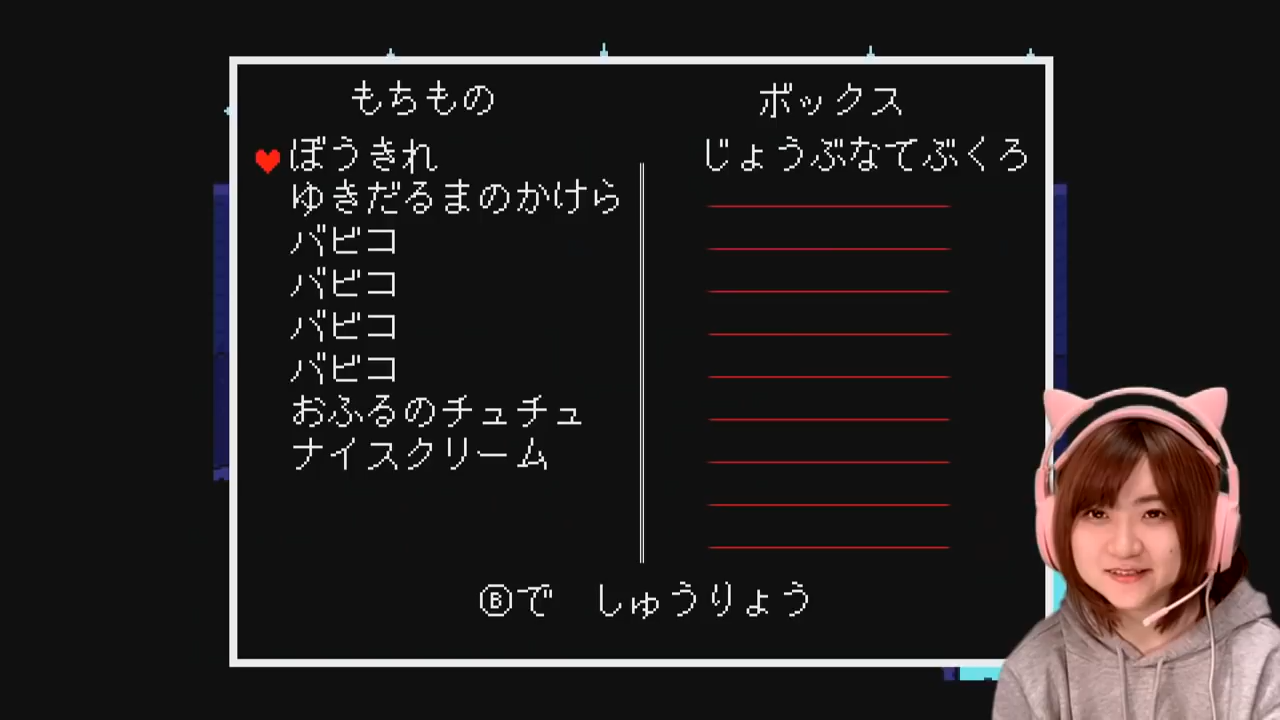 もちもの
ぼうきれ
ゆきだるまのかけら
バビコ
バビコ
バビコ
バビコ
おふるのチュチュ
ナイスクリーム
ボックス
じょうぶなてぶくろ
Ⓑで　しゅうりょう